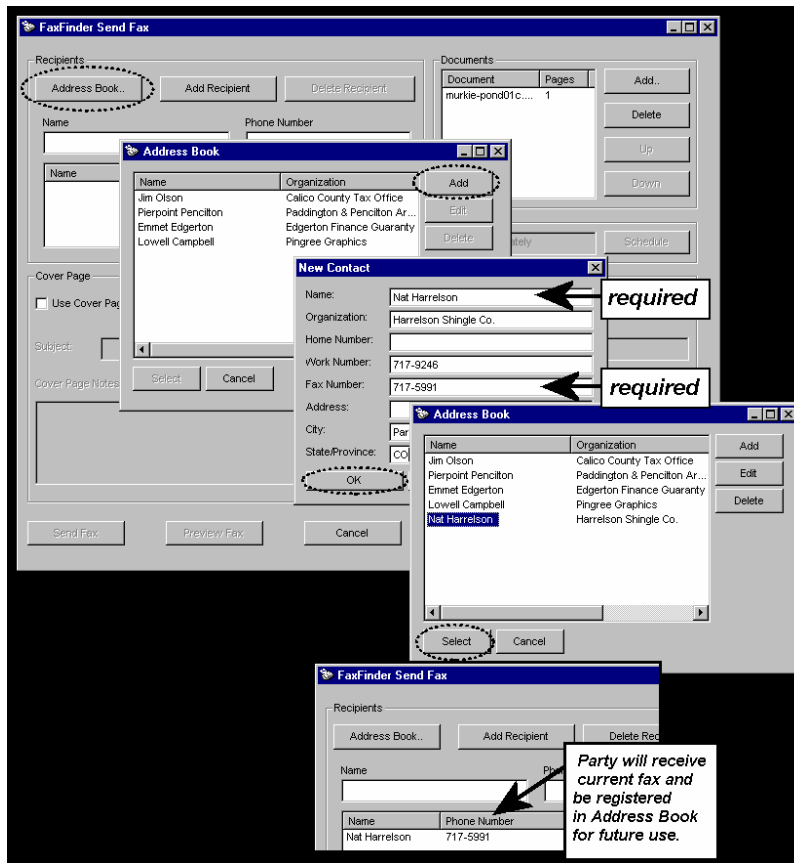 FaxFinder Send Fax
Recipients
Address Book..
Add Recipient
Delete Recipient
Name
Phone Number
Name
Documents
Document Pages
murkie-pond01c.... 1
Add..
Delete
Up
Down
Schedule
Cover Page
Use Cover Pag
Subject:
Cover Page Notes
Send Fax
Preview Fax
Cancel
Address Book
Name Organization
Jim Olson Calico County Tax Office
Pierpoint Pencilton Paddington & Pencilton Ar...
Emmet Edgerton Edgerton Finance Guaranty
Lowell Campbell Pingree Graphics
Add
Edit
Delete
Select
Cancel
New Contact
Name: Nat Harrelson
required
Organization: Harrelson Shingle Co.
Home Number:
Work Number: 717-9246
Fax Number: 717-5991
required
Address:
City: Par
State/Province: CO
OK
Address Book
Name Organization
Jim Olson Calico County Tax Office
Pierpoint Pencilton Paddington & Pencilton Ar...
Emmet Edgerton Edgerton Finance Guaranty
Lowell Campbell Pingree Graphics
Nat Harrelson Harrelson Shingle Co.
Add
Edit
Delete
Select
Cancel
FaxFinder Send Fax
Recipients
Address Book..
Add Recipient
Delete Rec
Name
Pho
Name Phone Number
Nat Harrelson 717-5991
Party will receive
current fax and
be registered
in Address Book
for future use.